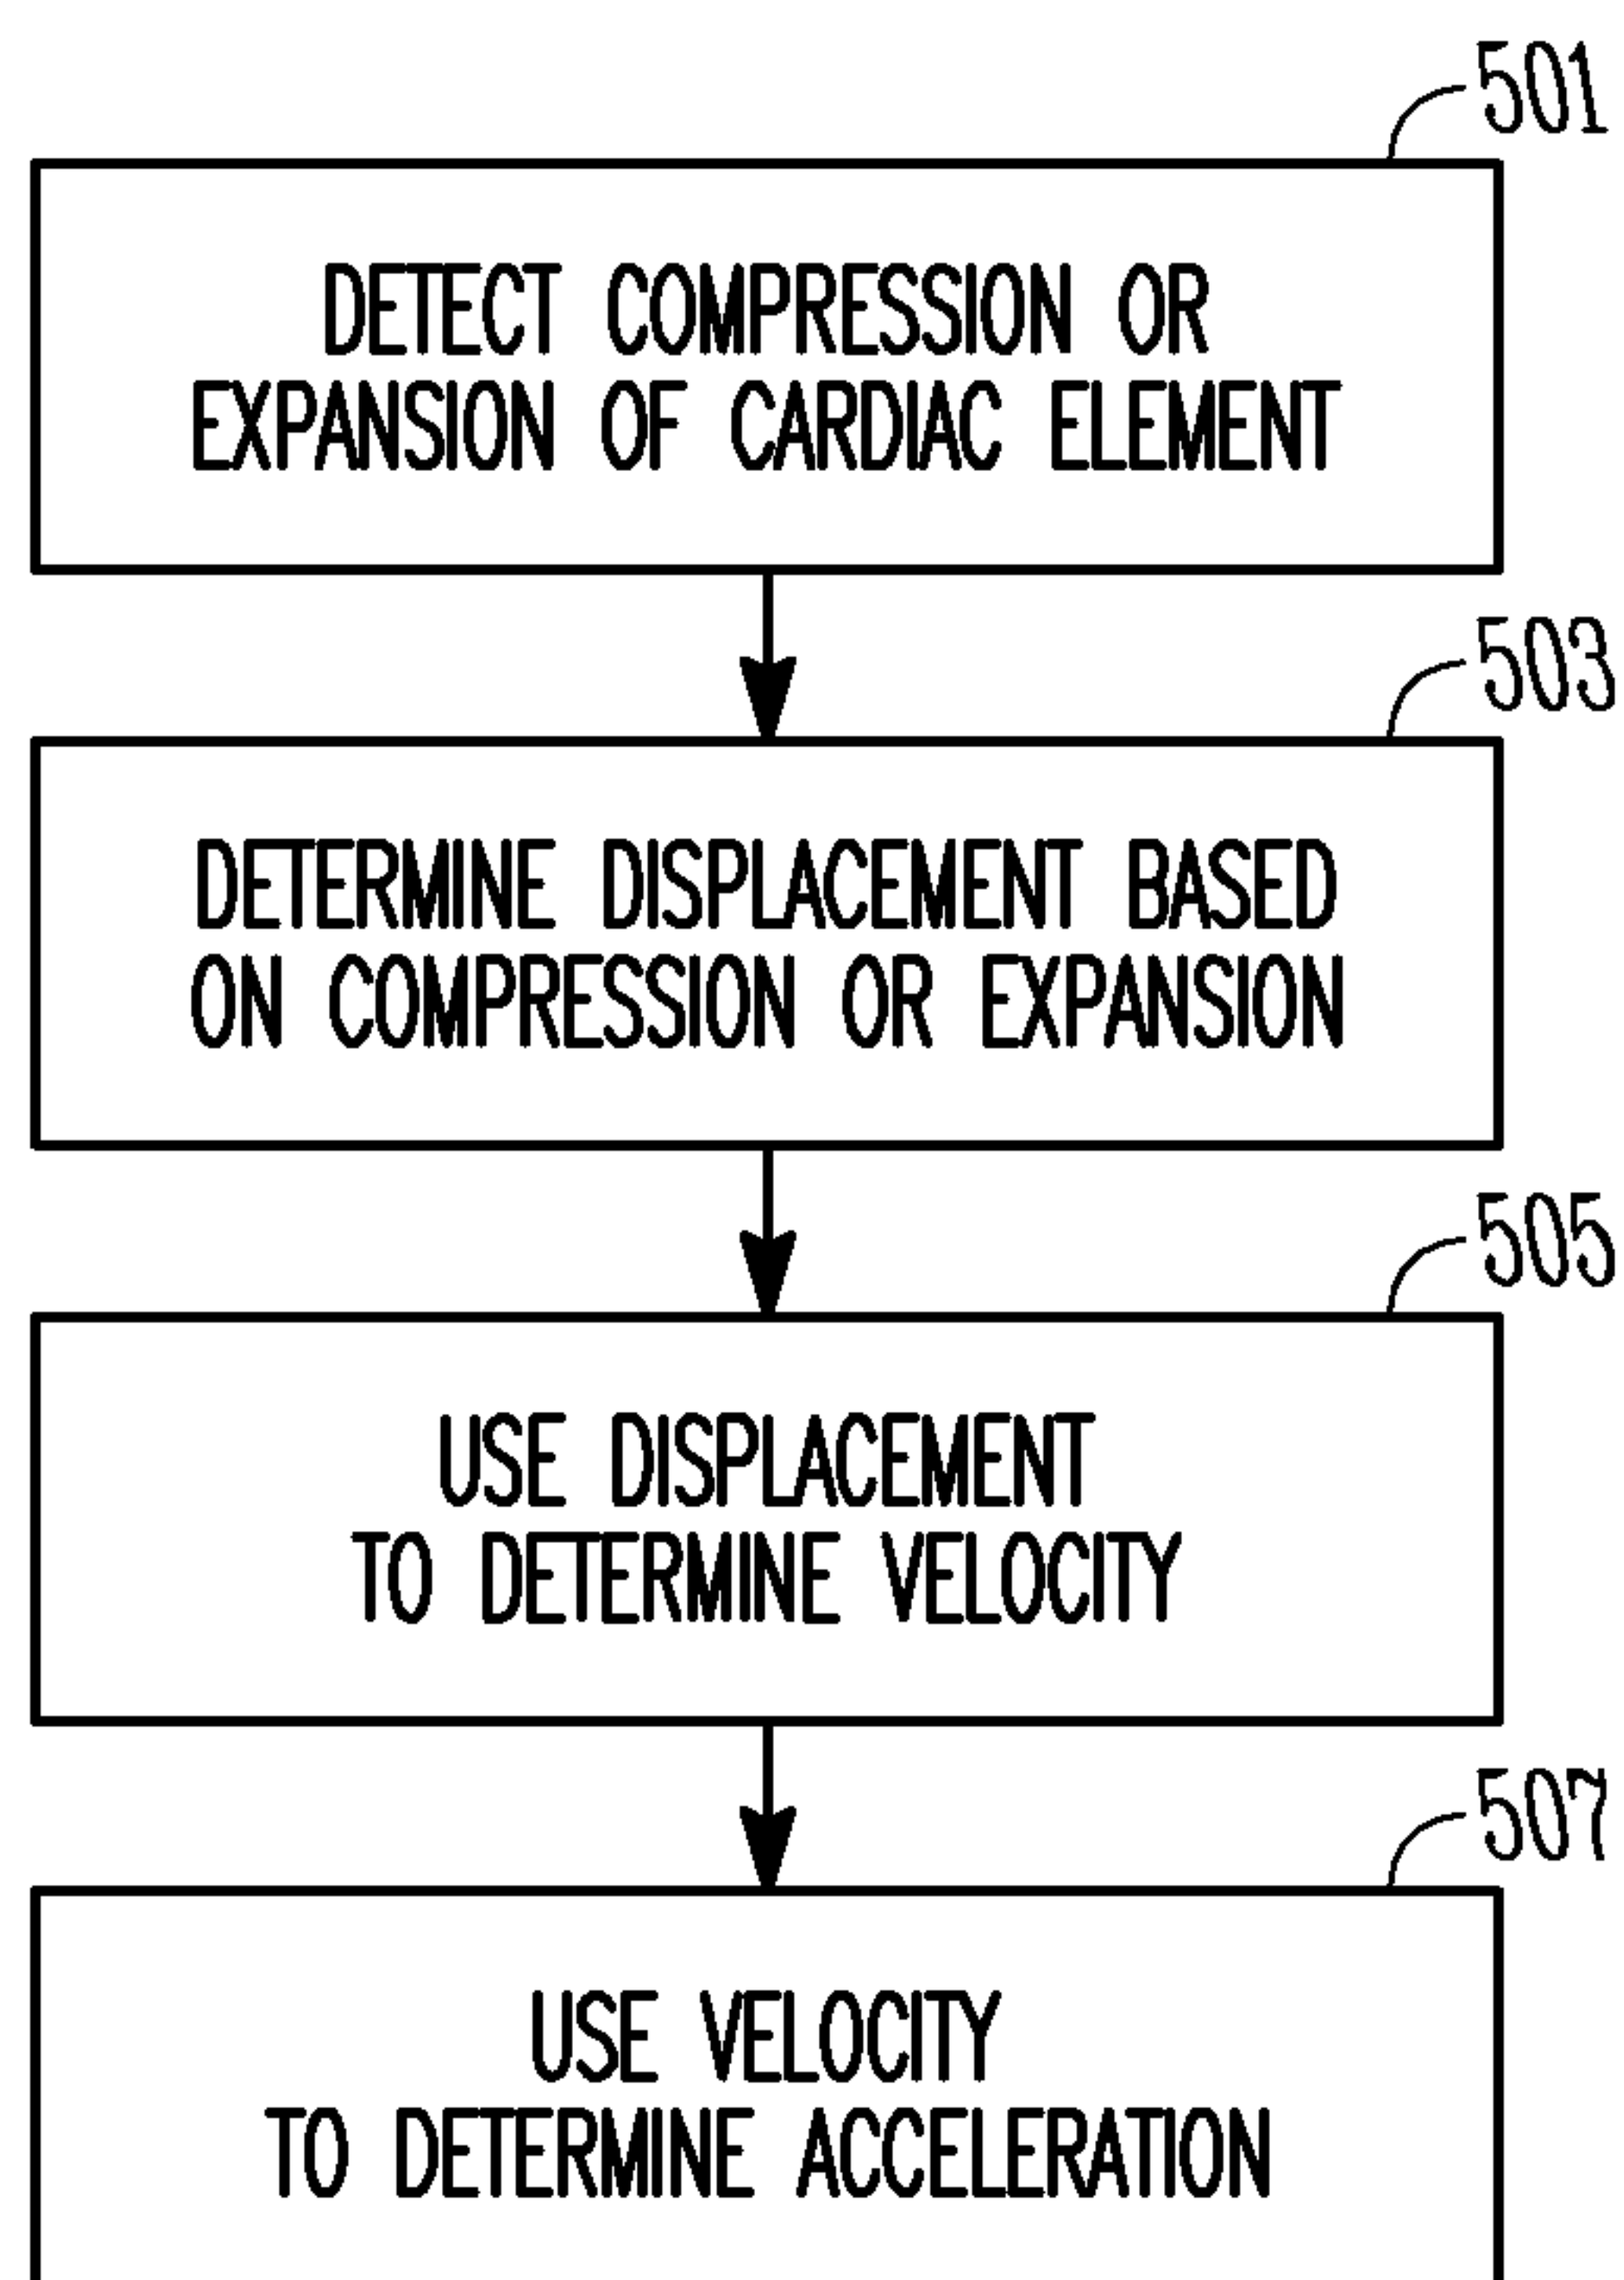 501
DETECT COMPRESSION OR
EXPANSION OF CARDIAC ELEMENT
503
DETERMINE DISPLACEMENT BASED
ON COMPRESSION OR EXPANSION
505
USE DISPLACEMENT
TO DETERMINE VELOCITY
507
USE VELOCITY
TO DETERMINE ACCELERATION